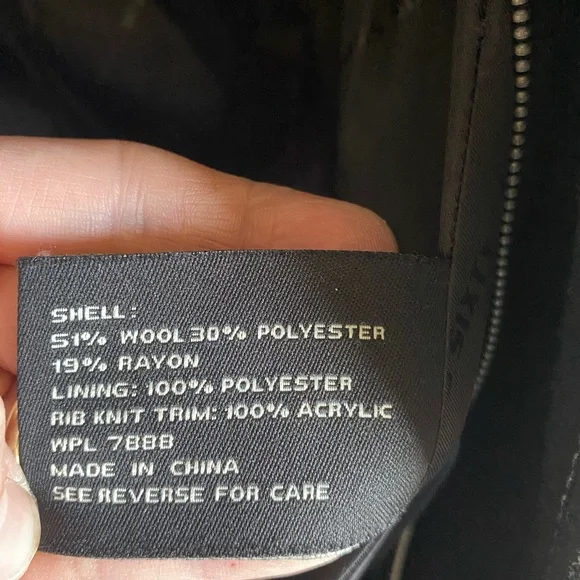 SHELL:
51% WOOL 30% POLYESTER
19% RAYON
LINING: 100% POLYESTER
RIB KNIT TRIM: 100% ACRYLIC
WPL 7888
MADE IN CHINA
SEE REVERSE FOR CARE